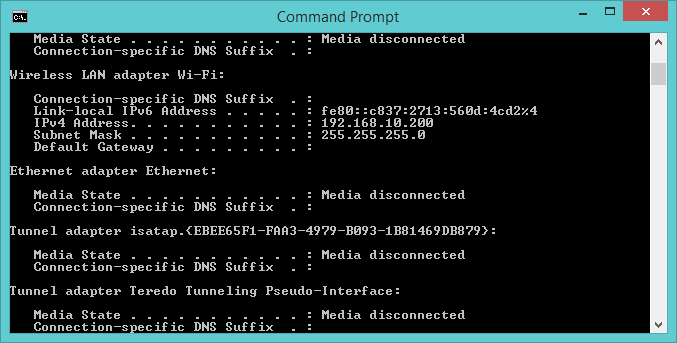 Command Prompt
Media State . . . . . . . . . . . : Media disconnected
Connection-specific DNS Suffix  . :
Wireless LAN adapter Wi-Fi:
Connection-specific DNS Suffix  . :
Link-local IPv6 Address . . . . . : fe80::c837:2713:560d:4cd2%4
IPv4 Address. . . . . . . . . . . : 192.168.10.200
Subnet Mask . . . . . . . . . . . : 255.255.255.0
Default Gateway . . . . . . . . . :
Ethernet adapter Ethernet:
Media State . . . . . . . . . . . : Media disconnected
Connection-specific DNS Suffix  . :
Tunnel adapter isatap.{EBEE65F1-FAA3-4979-B093-1B81469DB879}:
Media State . . . . . . . . . . . : Media disconnected
Connection-specific DNS Suffix  . :
Tunnel adapter Teredo Tunneling Pseudo-Interface:
Media State . . . . . . . . . . . : Media disconnected
Connection-specific DNS Suffix  . :